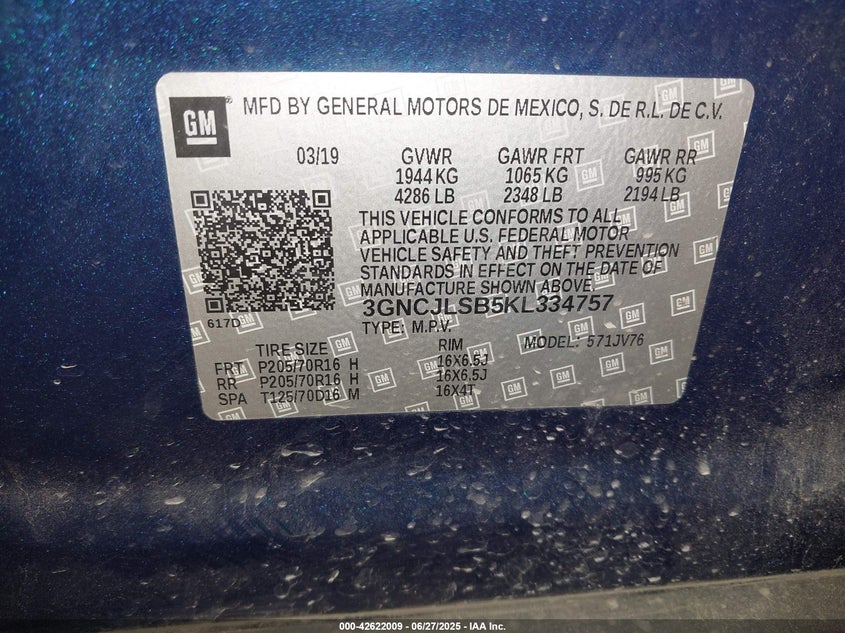 GM
MFD BY GENERAL MOTORS DE MEXICO, S. DE R.L. DE C.V.
03/19 GVWR GAWR FRT GAWR RR
1944 KG 1065 KG 995 KG
4286 LB 2348 LB 2194 LB
THIS VEHICLE CONFORMS TO ALL
APPLICABLE U.S. FEDERAL MOTOR
VEHICLE SAFETY AND THEFT PREVENTION
STANDARDS IN EFFECT ON THE DATE OF
MANUFACTURE SHOWN ABOVE.
3GNCJLSB5KL334757
617D
TYPE: M.P.V. MODEL: 571JV76
TIRE SIZE RIM
FRT P205/70R16 H 16X6.5J
RR P205/70R16 H 16X6.5J
SPA T125/70D16 M 16X4T
000-42622009 | 06/27/2025 | IAA Inc.